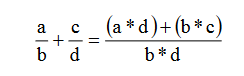 a/b + c/d = ((a * d) + (b * c))/(b * d)